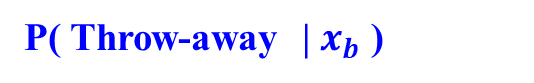 P( Throw-away | x_b )